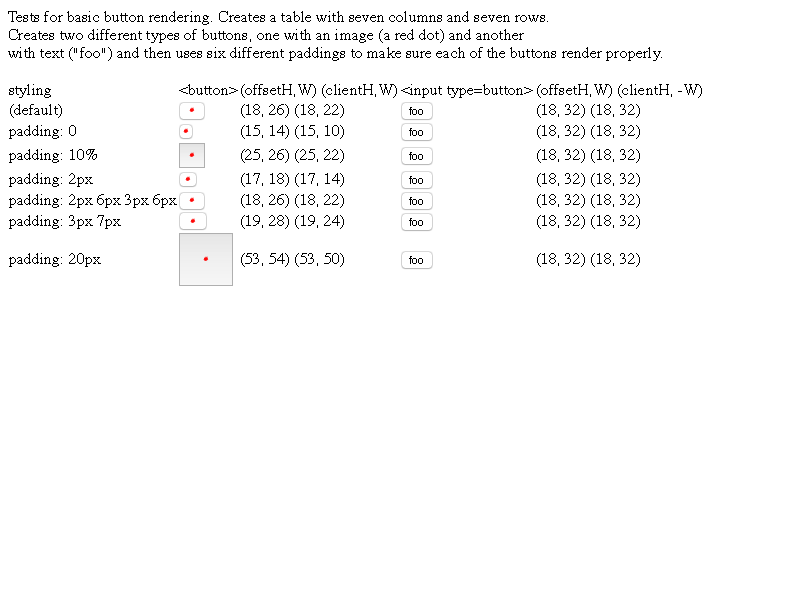 Tests for basic button rendering. Creates a table with seven columns and seven rows.
Creates two different types of buttons, one with an image (a red dot) and another
with text ("foo") and then uses six different paddings to make sure each of the buttons render properly.
styling <button> (offsetH, W) (clientH, W) <input type=button> (offsetH, W) (clientH, -W)
(default) (18, 26) (18, 22) foo (18, 32) (18, 32)
padding: 0 (15, 14) (15, 10) foo (18, 32) (18, 32)
padding: 10% (25, 26) (25, 22) foo (18, 32) (18, 32)
padding: 2px (17, 18) (17, 14) foo (18, 32) (18, 32)
padding: 2px 6px 3px 6px (18, 26) (18, 22) foo (18, 32) (18, 32)
padding: 3px 7px (19, 28) (19, 24) foo (18, 32) (18, 32)
padding: 20px (53, 54) (53, 50) foo (18, 32) (18, 32)